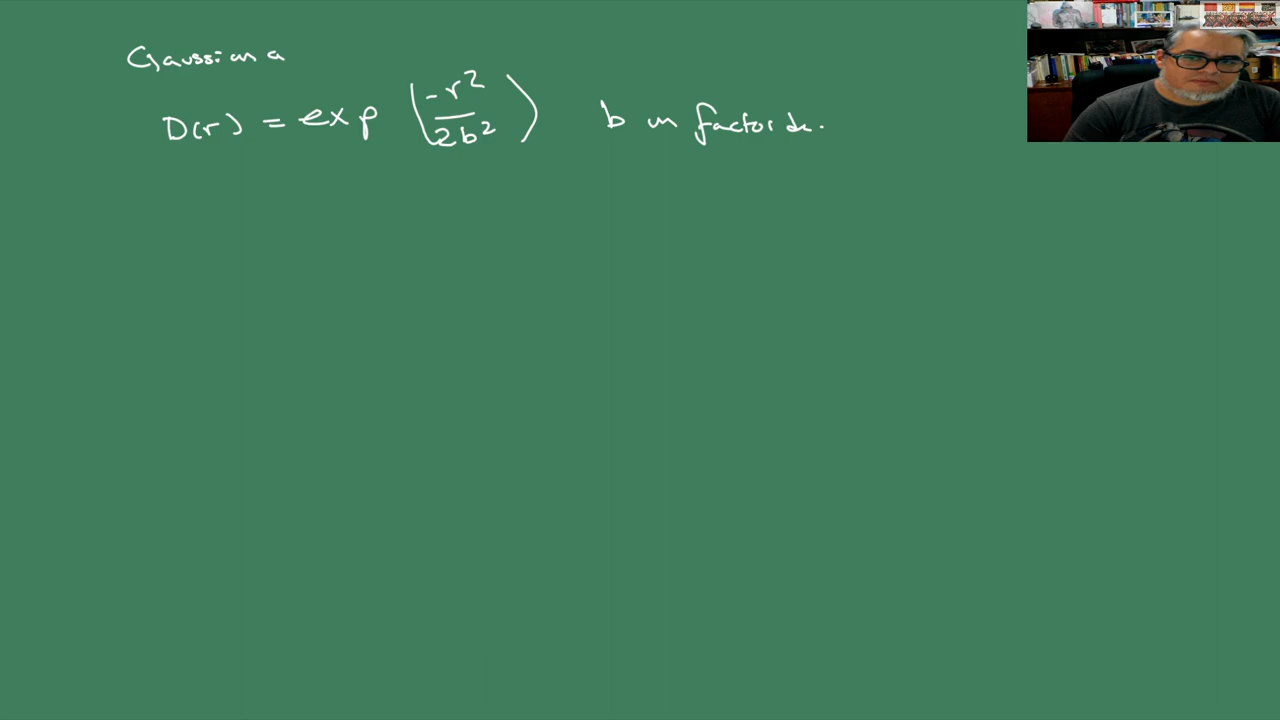 Gaussiana
D(r) = exp (-r²/2b²) b un factor de.